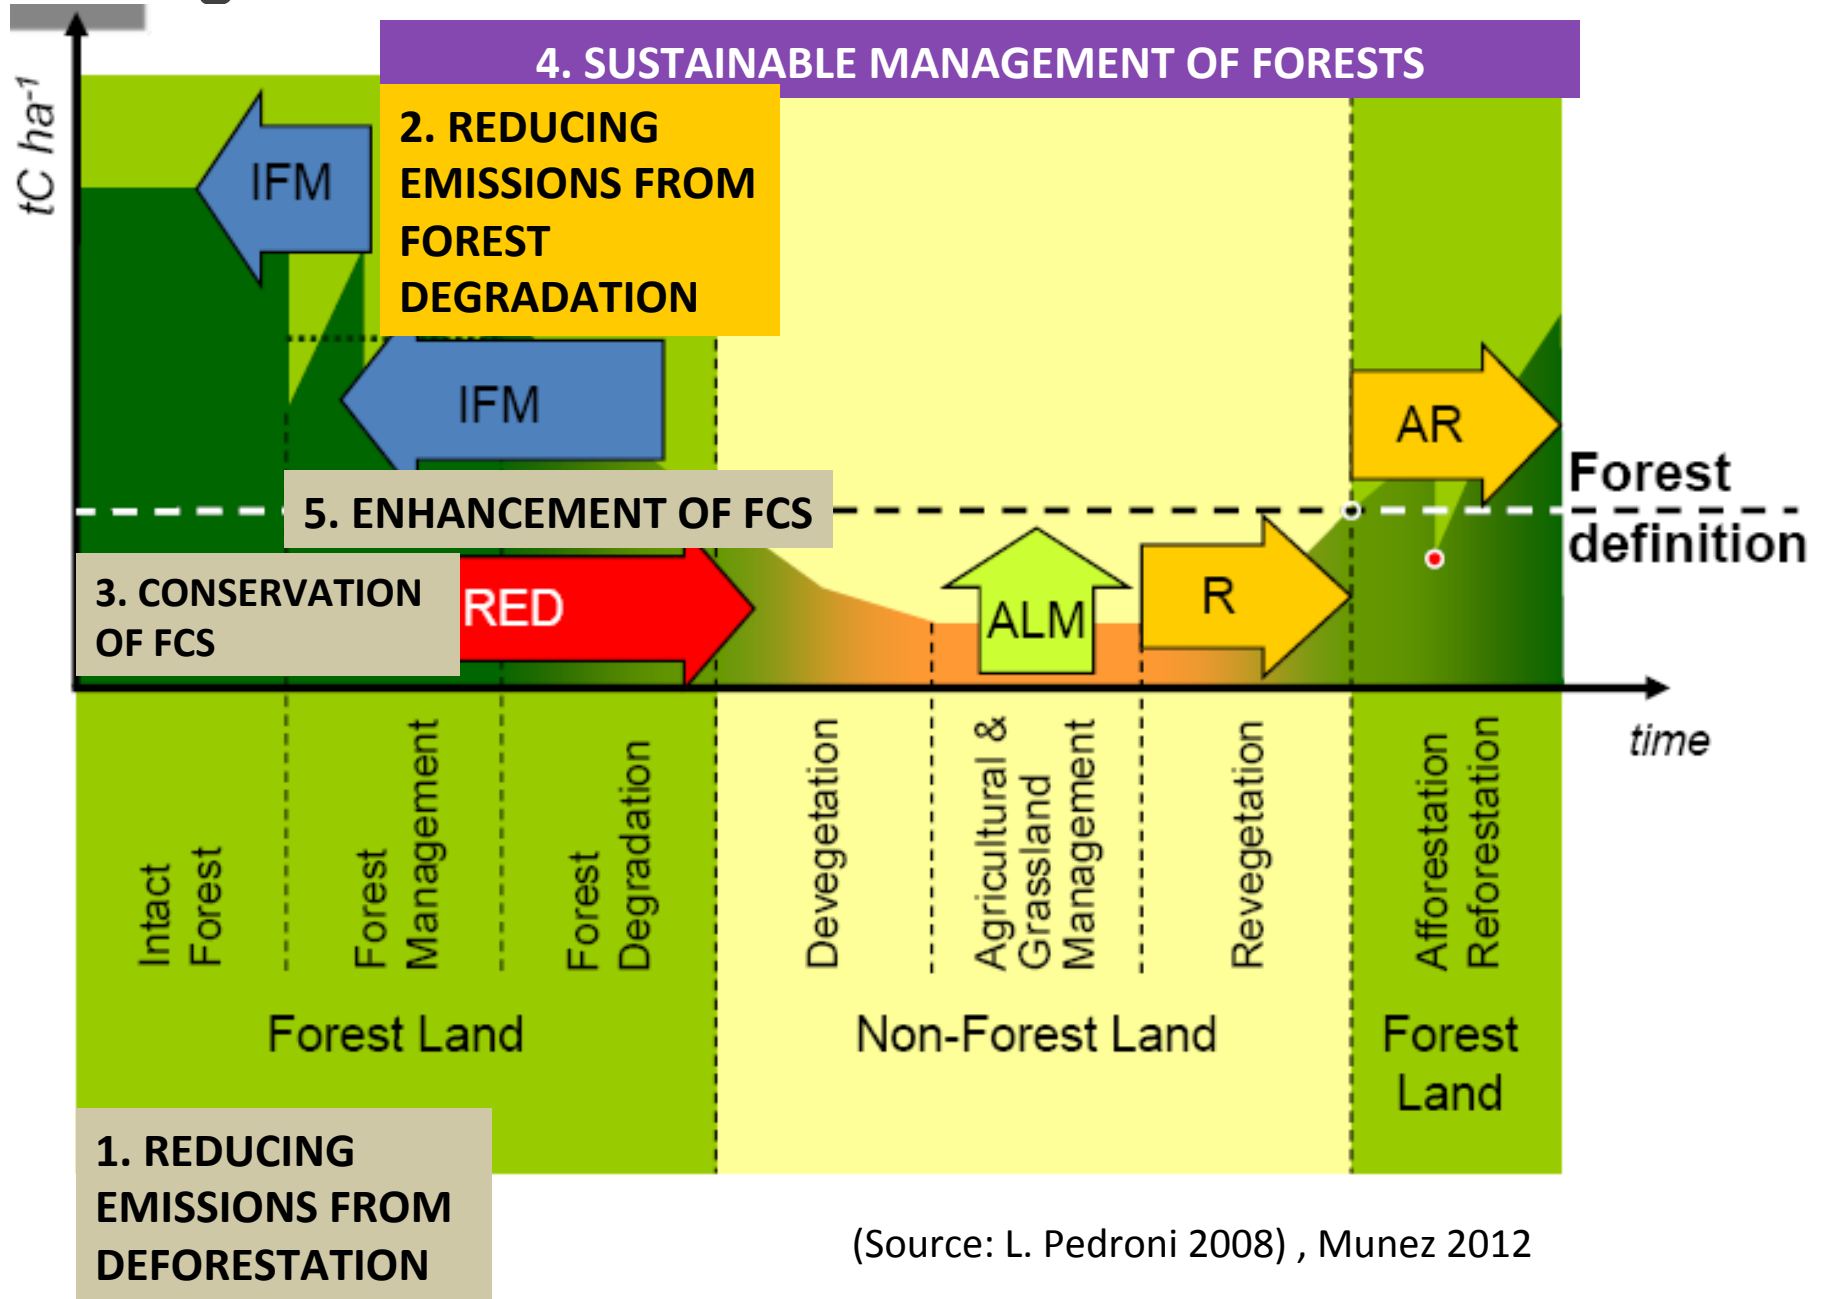 4. SUSTAINABLE MANAGEMENT OF FORESTS
tC ha-1
2. REDUCING
EMISSIONS FROM
FOREST
DEGRADATION
IFM
IFM
AR
Forest
definition
5. ENHANCEMENT OF FCS
3. CONSERVATION
OF FCS
RED
ALM
R
time
Intact
Forest
Forest
Management
Forest
Degradation
Devegetation
Agricultural &
Grassland
Management
Revegetation
Afforestation
Reforestation
Forest Land
Non-Forest Land
Forest
Land
1. REDUCING
EMISSIONS FROM
DEFORESTATION
(Source: L. Pedroni 2008) , Munez 2012